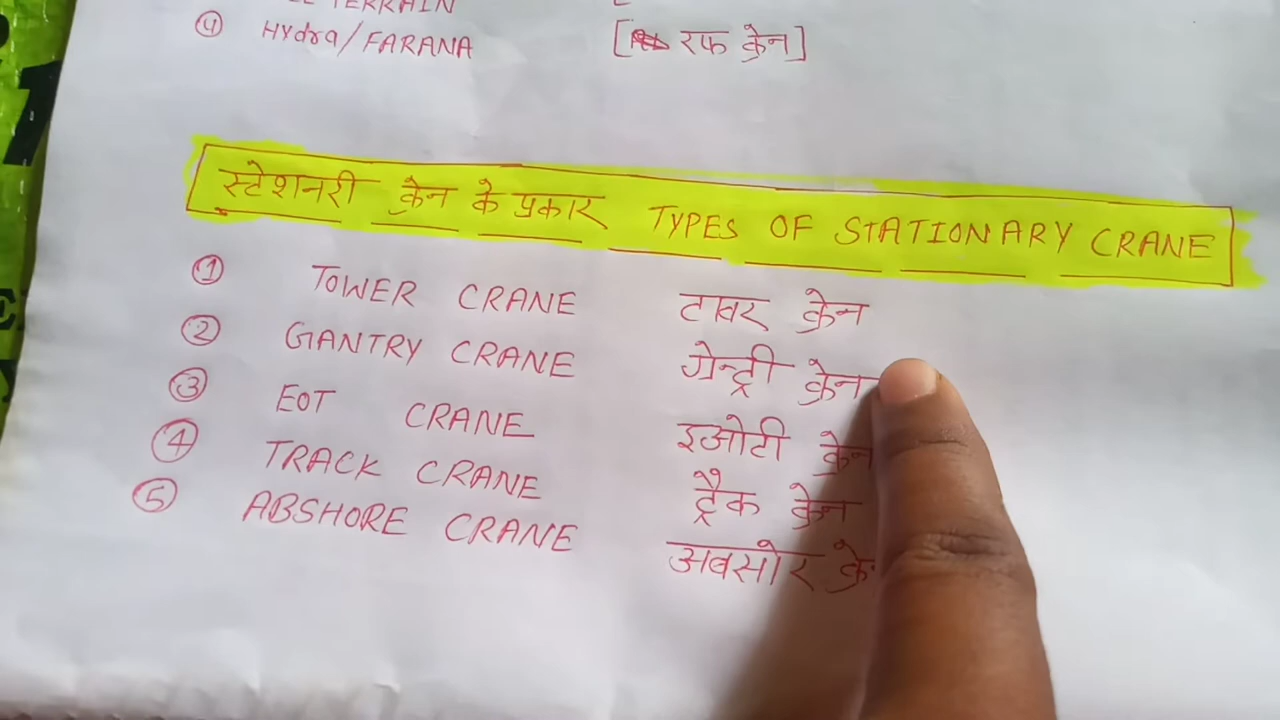 TERRAIN
④ Hydra/FARANA [रफ क्रेन]
स्टेशनरी क्रेन के प्रकार TYPES OF STATIONARY CRANE
① TOWER CRANE टावर क्रेन
② GANTRY CRANE गेन्ट्री क्रेन
③ EOT CRANE इओटी क्रेन
④ TRACK CRANE ट्रैक क्रेन
⑤ ABSHORE CRANE अबसोर क्रे